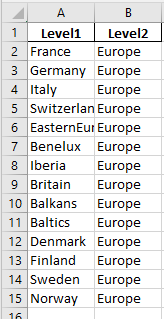 A B
1 Level1 Level2
2 France Europe
3 Germany Europe
4 Italy Europe
5 Switzerlan Europe
6 EasternEur Europe
7 Benelux Europe
8 Iberia Europe
9 Britain Europe
10 Balkans Europe
11 Baltics Europe
12 Denmark Europe
13 Finland Europe
14 Sweden Europe
15 Norway Europe